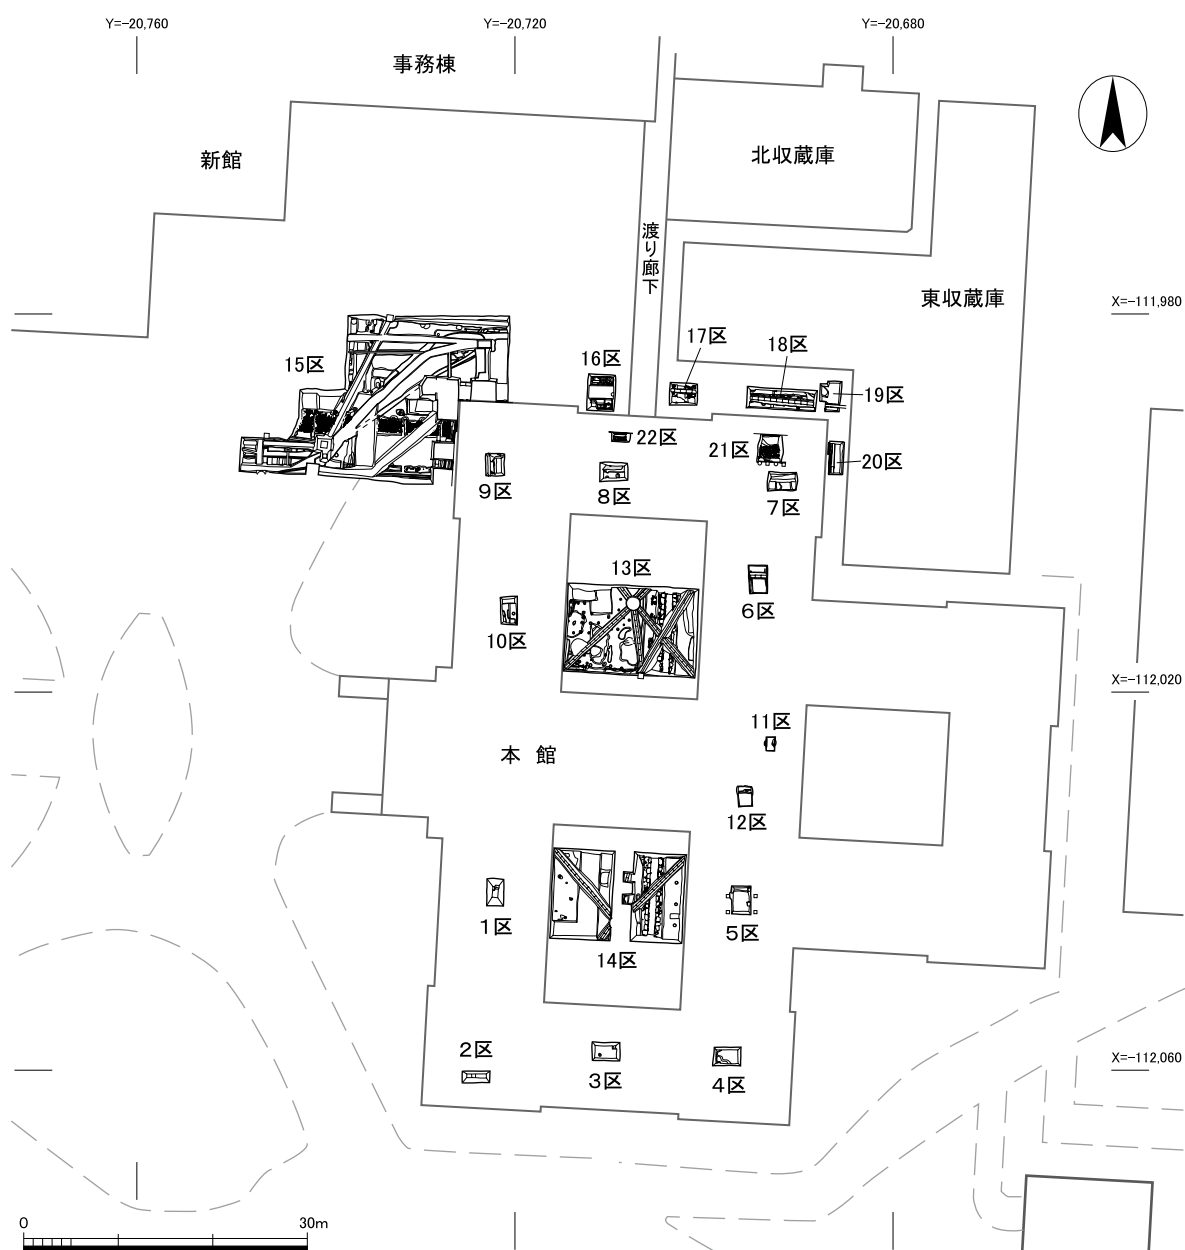 Y=-20,760
Y=-20,720
Y=-20,680
事務棟
新館
北収蔵庫
渡り廊下
東収蔵庫
X=-111,980
15区
16区
17区
18区
19区
22区
21区
20区
9区
8区
7区
13区
6区
10区
X=-112,020
11区
本館
12区
1区
5区
14区
2区
3区
4区
X=-112,060
0
30m